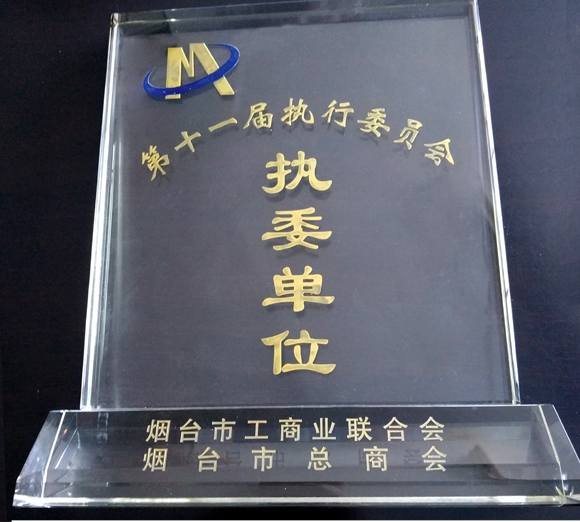 第十一届执行委员会
执委单位
烟台市工商业联合会
烟台市总商会